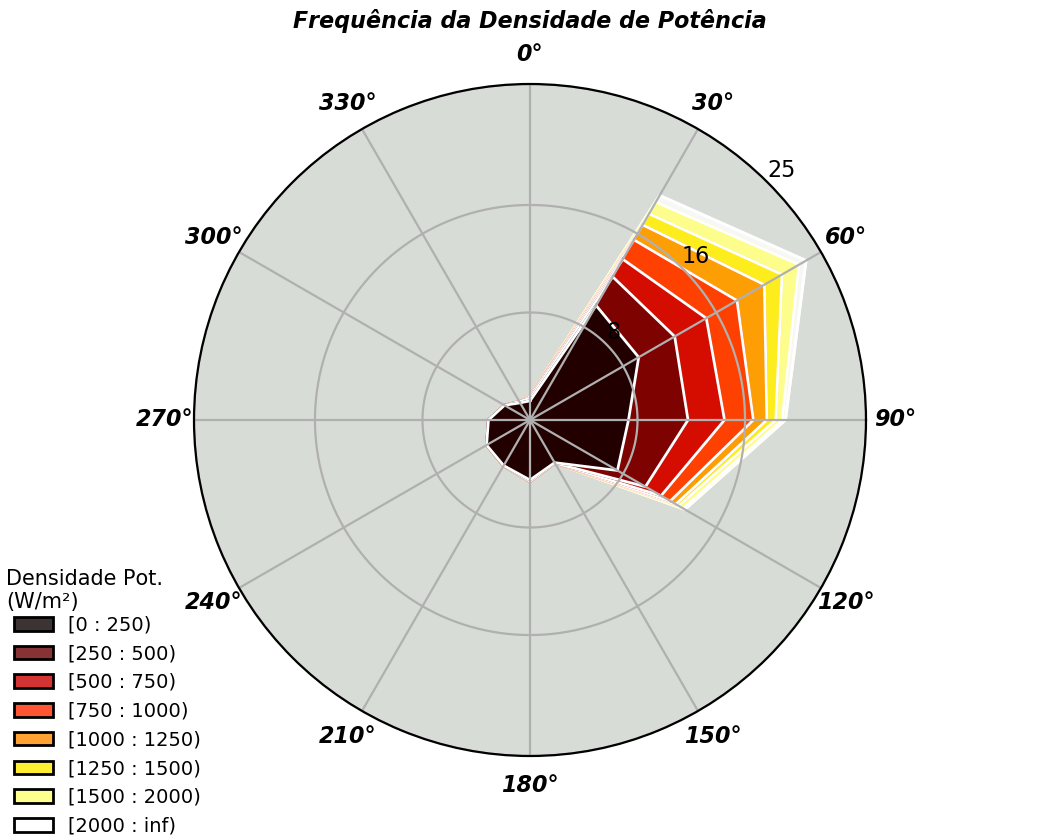 Frequência da Densidade de Potência
0°
330°
30°
25
300°
60°
16
8
270°
90°
240°
120°
210°
150°
180°
Densidade Pot.
(W/m²)
[0 : 250)
[250 : 500)
[500 : 750)
[750 : 1000)
[1000 : 1250)
[1250 : 1500)
[1500 : 2000)
[2000 : inf)